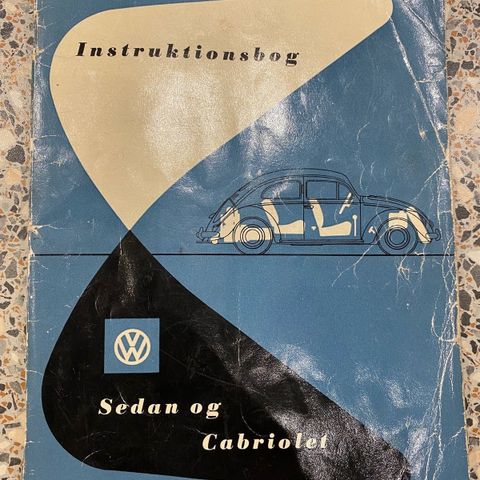 Instruktionsbog
VW
Sedan og
Cabriolet